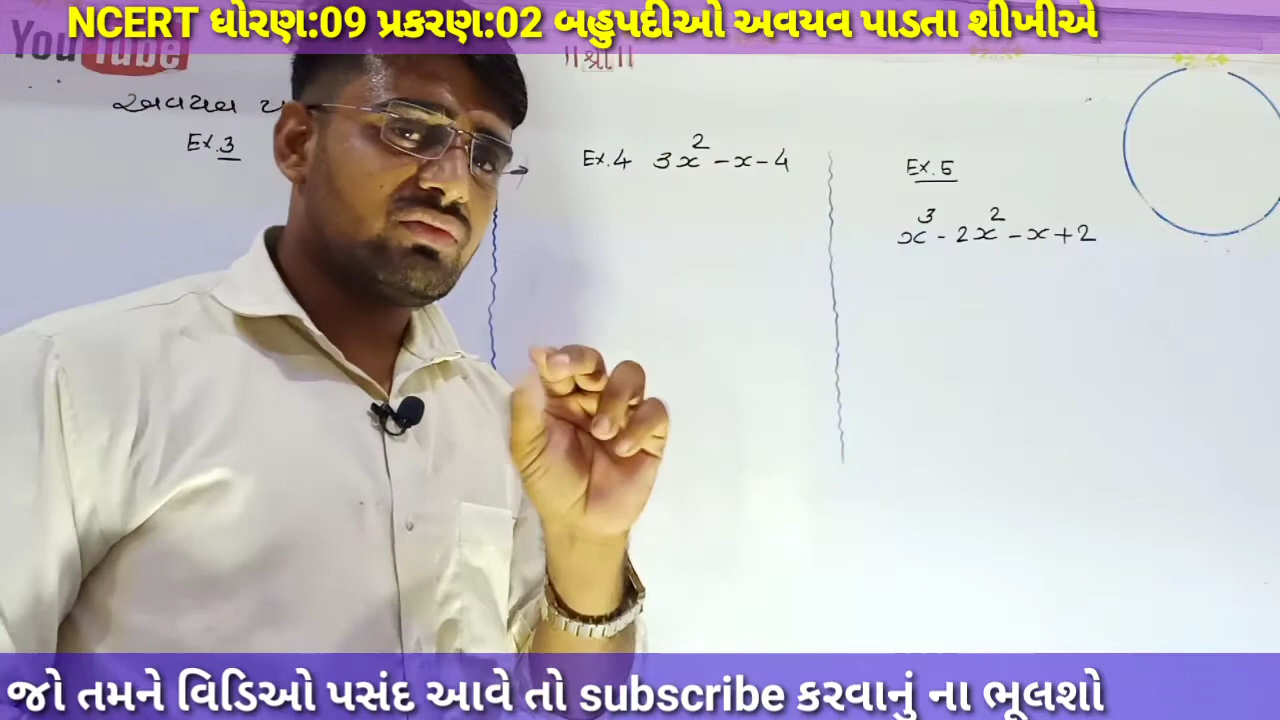 NCERT ધોરણ:09 પ્રકરણ:02 બહુપદીઓ અવયવ પાડતા શીખીએ
YouTube
॥श्री॥
અવયવ
Ex.3
Ex.4 3x² - x - 4
Ex.5
x³ - 2x² - x + 2
જો તમને વિડિઓ પસંદ આવે તો subscribe કરવાનું ના ભૂલશો